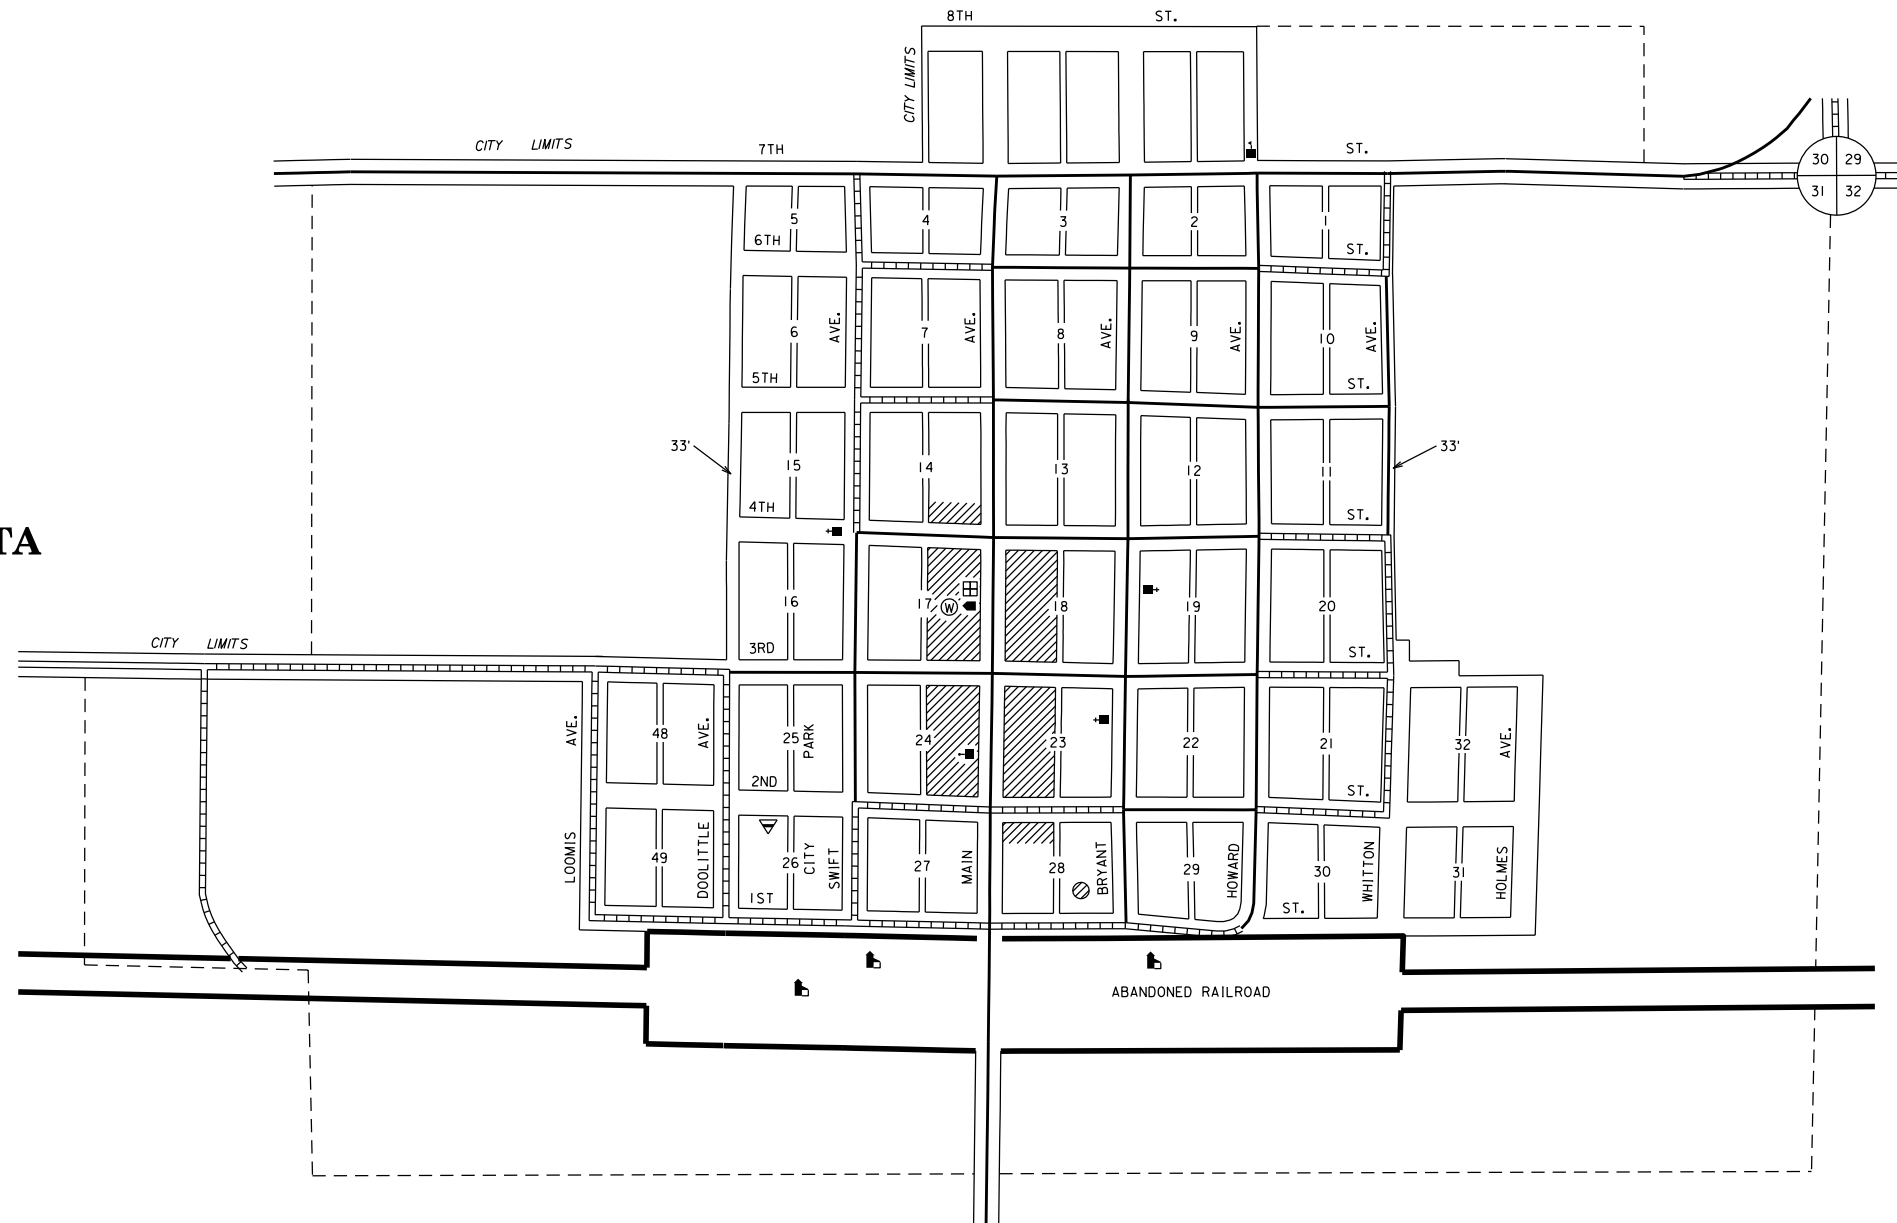 8TH ST.
CITY LIMITS
CITY LIMITS 7TH ST.
30 29
31 32
5 4 3 2 1
6TH ST.
6 AVE. 7 AVE. 8 AVE. 9 AVE. 10 AVE.
5TH ST.
33' 33'
15 14 13 12 11
4TH ST.
TA
16 17 W 18 19 20
3RD ST.
CITY LIMITS
AVE. 48 AVE. 25 PARK 24 23 22 21 32 AVE.
2ND ST.
LOOMIS 49 DOOLITTLE 26 CITY SWIFT 27 MAIN 28 BRYANT 29 HOWARD 30 WHITTON 31 HOLMES
1ST ST.
ABANDONED RAILROAD